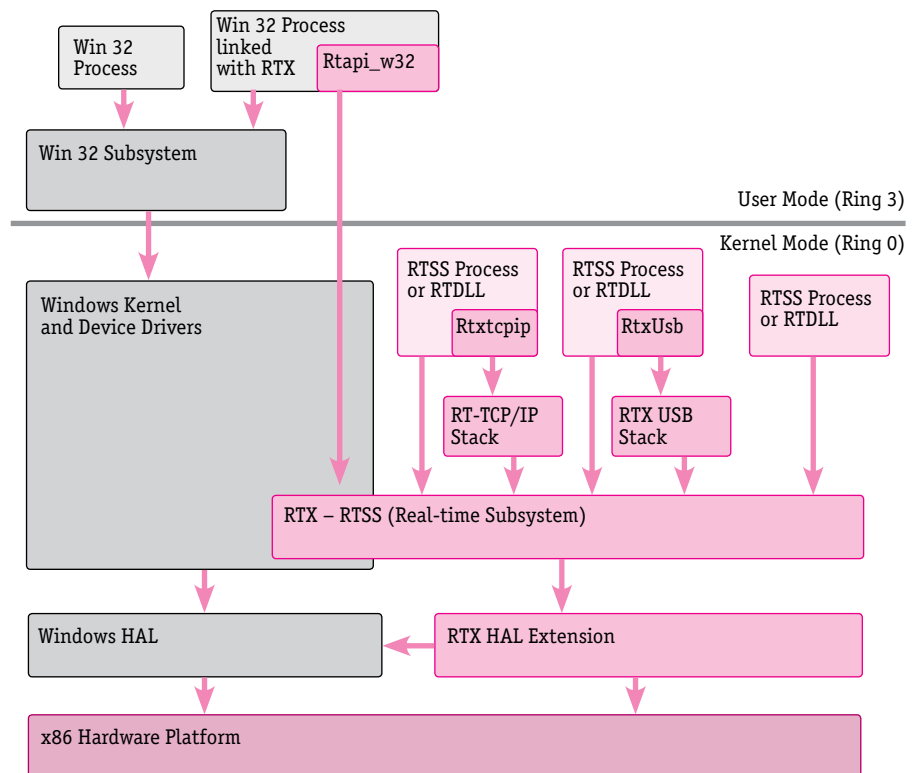 Win 32
Process
Win 32 Process
linked
with RTX
Rtapi_w32
Win 32 Subsystem
User Mode (Ring 3)
Kernel Mode (Ring 0)
Windows Kernel
and Device Drivers
RTSS Process
or RTDLL
Rtxtcpip
RTSS Process
or RTDLL
RtxUsb
RTSS Process
or RTDLL
RT-TCP/IP
Stack
RTX USB
Stack
RTX – RTSS (Real-time Subsystem)
Windows HAL
RTX HAL Extension
x86 Hardware Platform